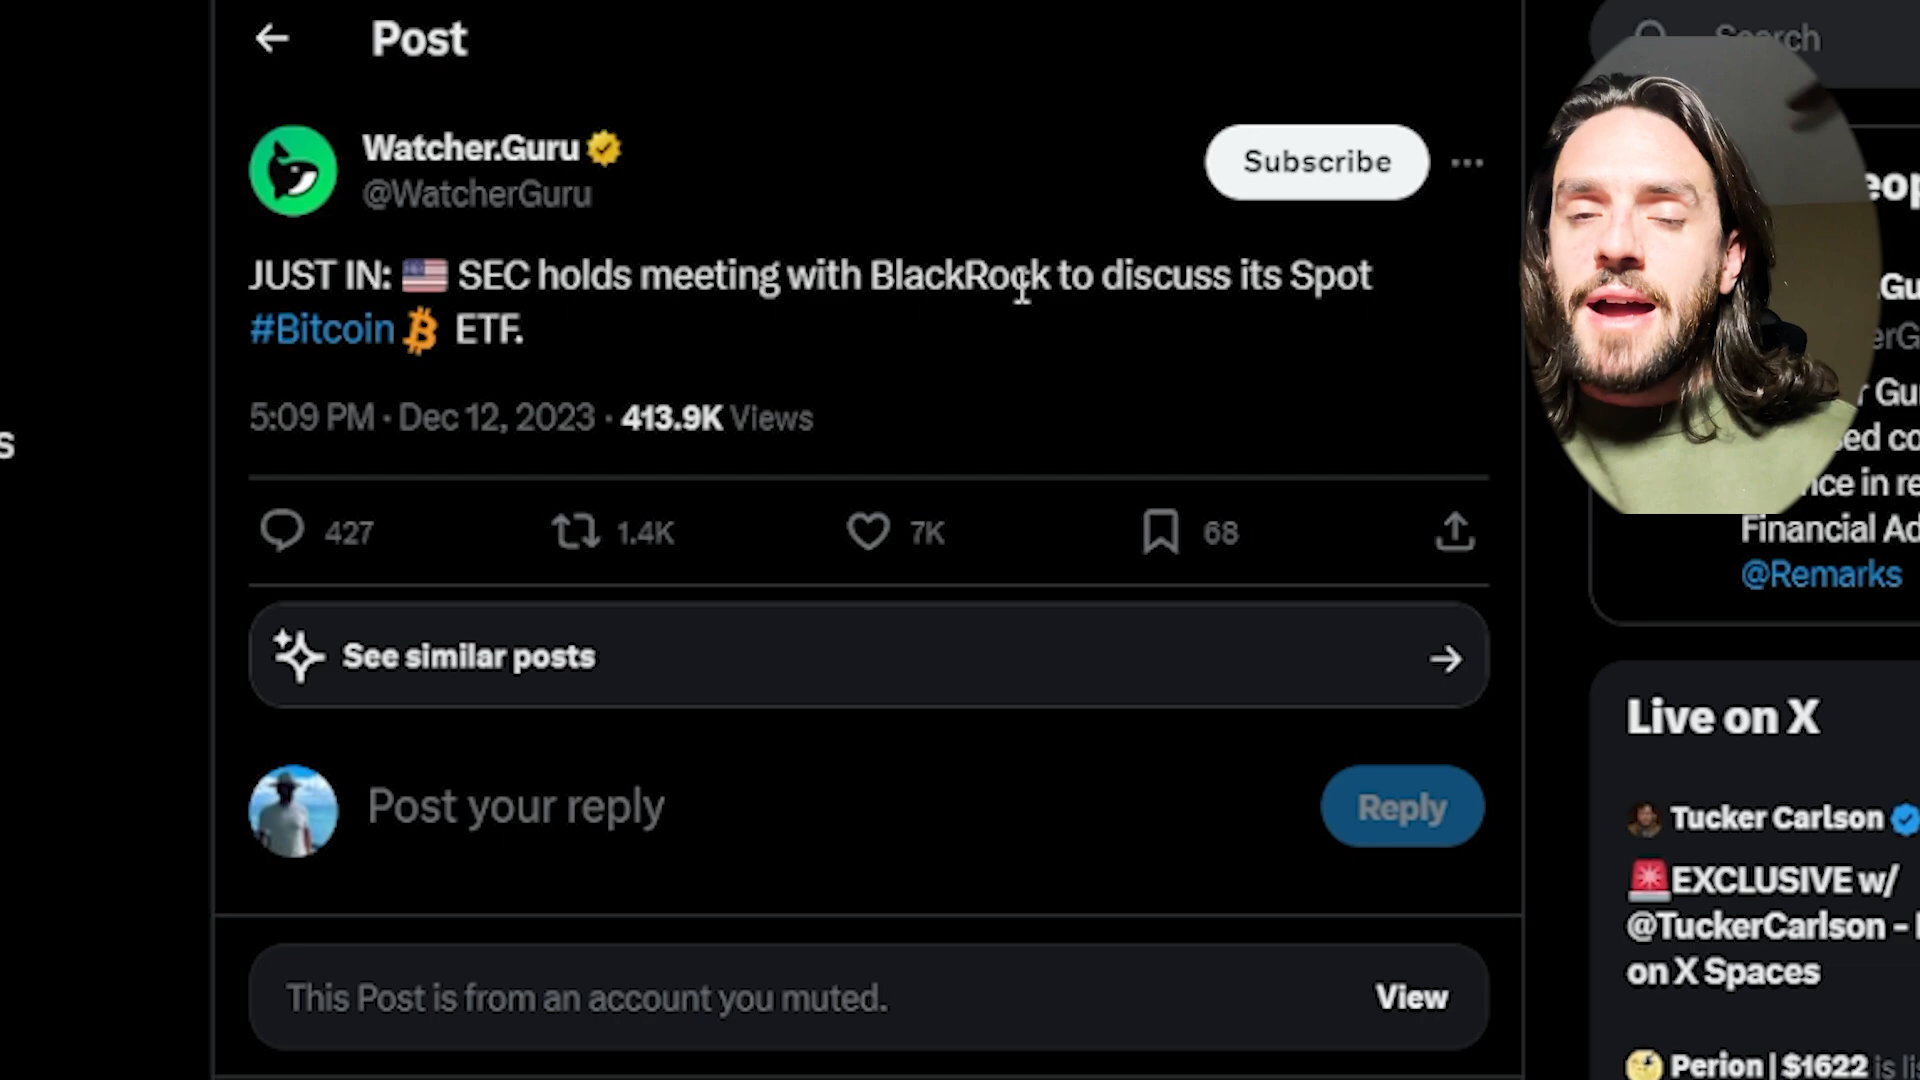 Post
Search
Watcher.Guru
@WatcherGuru
Subscribe
JUST IN: 🇺🇸 SEC holds meeting with BlackRock to discuss its Spot
#Bitcoin ETF.
5:09 PM · Dec 12, 2023 · 413.9K Views
427
1.4K
7K
68
See similar posts
Post your reply
Reply
This Post is from an account you muted.
View
Financial Ad
@Remarks
Live on X
Tucker Carlson
🚨EXCLUSIVE w/
@TuckerCarlson –
on X Spaces
Perion | $1622 is